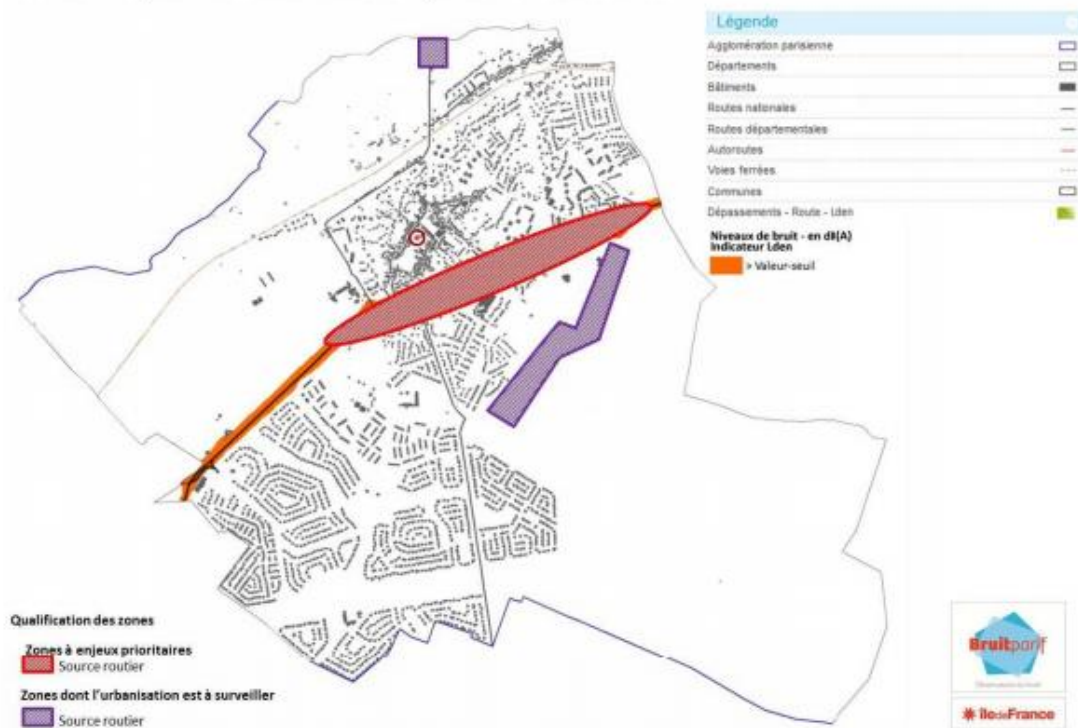 Légende
Agglomération parisienne
Départements
Bâtiments
Routes nationales
Routes départementales
Autoroutes
Voies ferrées
Communes
Dépassements - Route - Lden
Niveaux de bruit - en dB(A)
Indicateur Lden
> Valeur-seuil
Qualification des zones
Zones à enjeux prioritaires
Source routier
Zones dont l'urbanisation est à surveiller
Source routier
Bruitparif
îledeFrance